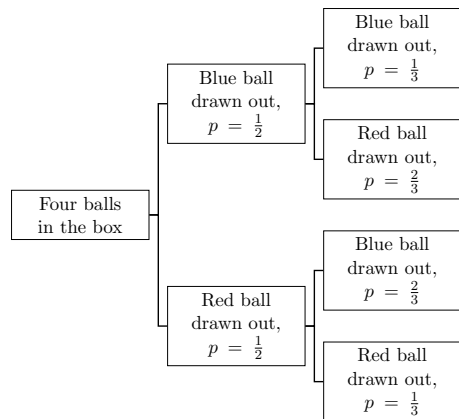 Four balls
in the box
Blue ball
drawn out,
p = 1/2
Blue ball
drawn out,
p = 1/3
Red ball
drawn out,
p = 2/3
Red ball
drawn out,
p = 1/2
Blue ball
drawn out,
p = 2/3
Red ball
drawn out,
p = 1/3